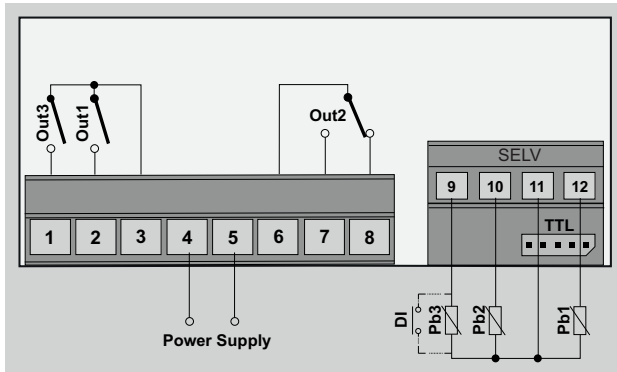 Out3
Out1
Out2
SELV
9 10 11 12
TTL
1 2 3 4 5 6 7 8
DI
Pb3
Pb2
Pb1
Power Supply